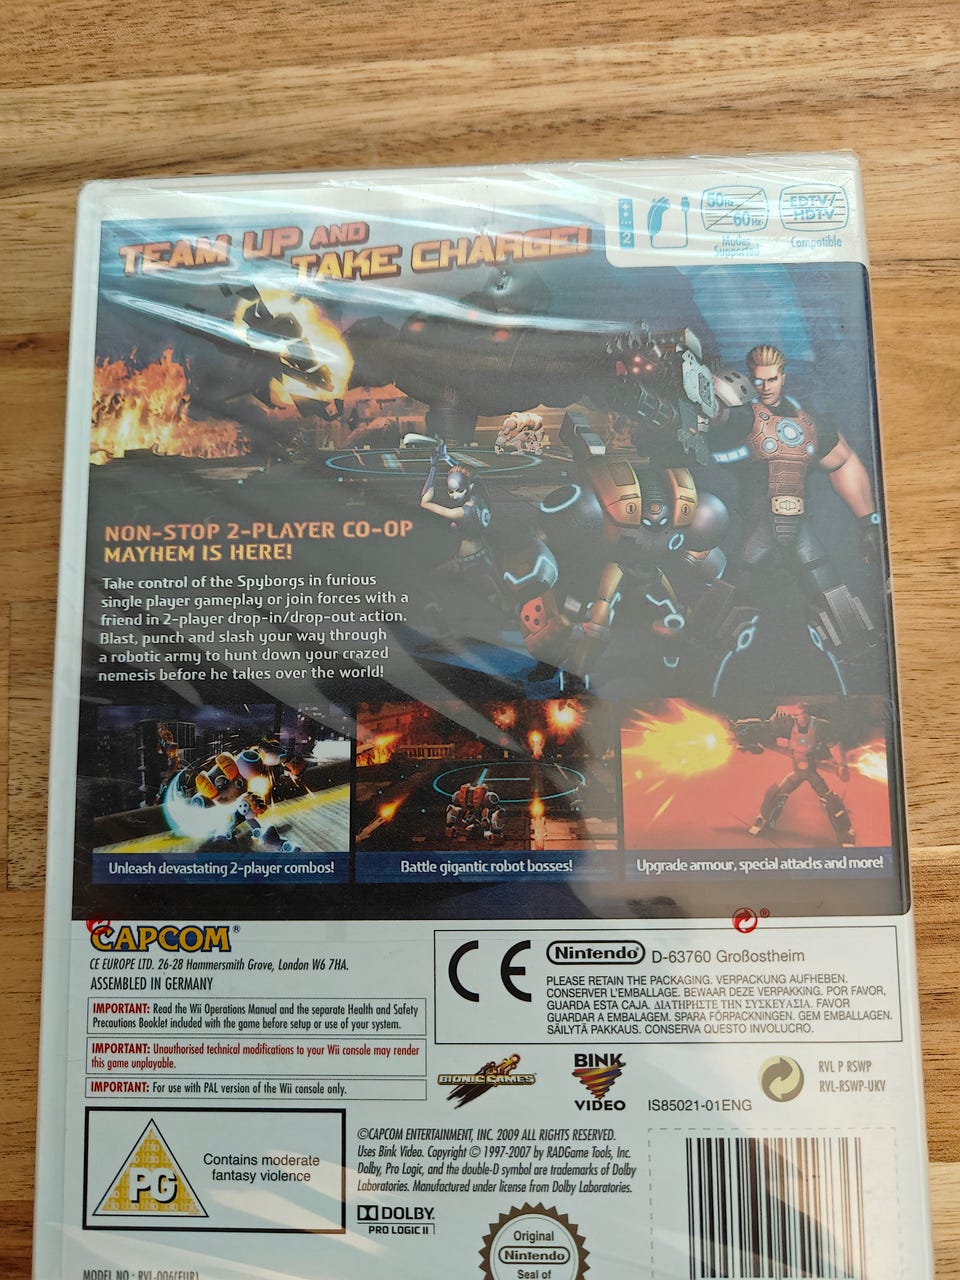 TEAM UP AND
TAKE CHARGE!
2
50Hz
60Hz
Modes
Supported
EDTV/
HDTV
Compatible
NON-STOP 2-PLAYER CO-OP
MAYHEM IS HERE!
Take control of the Spyborgs in furious
single player gameplay or join forces with a
friend in 2-player drop-in/drop-out action.
Blast, punch and slash your way through
a robotic army to hunt down your crazed
nemesis before he takes over the world!
Unleash devastating 2-player combos!
Battle gigantic robot bosses!
Upgrade armour, special attacks and more!
CAPCOM®
CE EUROPE LTD. 26-28 Hammersmith Grove, London W6 7HA.
ASSEMBLED IN GERMANY
IMPORTANT: Read the Wii Operations Manual and the separate Health and Safety
Precautions Booklet included with the game before setup or use of your system.
IMPORTANT: Unauthorised technical modifications to your Wii console may render
this game unplayable.
IMPORTANT: For use with PAL version of the Wii console only.
®
CE
Nintendo® D-63760 Großostheim
PLEASE RETAIN THE PACKAGING. VERPACKUNG AUFHEBEN.
CONSERVER L'EMBALLAGE. BEWAAR DEZE VERPAKKING. POR FAVOR,
GUARDA ESTA CAJA. ΔΙΑΤΗΡΗΣΤΕ ΤΗΝ ΣΥΣΚΕΥΑΣΙΑ. FAVOR
GUARDAR A EMBALAGEM. SPARA FÖRPACKNINGEN. GEM EMBALLAGEN.
SÄILYTÄ PAKKAUS. CONSERVA QUESTO INVOLUCRO.
BIONIC GAMES
BINK
VIDEO
IS85021-01ENG
RVL P RSWP
RVL-RSWP-UKV
PG
Contains moderate
fantasy violence
©CAPCOM ENTERTAINMENT, INC. 2009 ALL RIGHTS RESERVED.
Uses Bink Video. Copyright © 1997-2007 by RADGame Tools, Inc.
Dolby, Pro Logic, and the double-D symbol are trademarks of Dolby
Laboratories. Manufactured under license from Dolby Laboratories.
DOLBY
PRO LOGIC II
Original
Nintendo
Seal of
MODEL NO.: RVL-006(EUR)